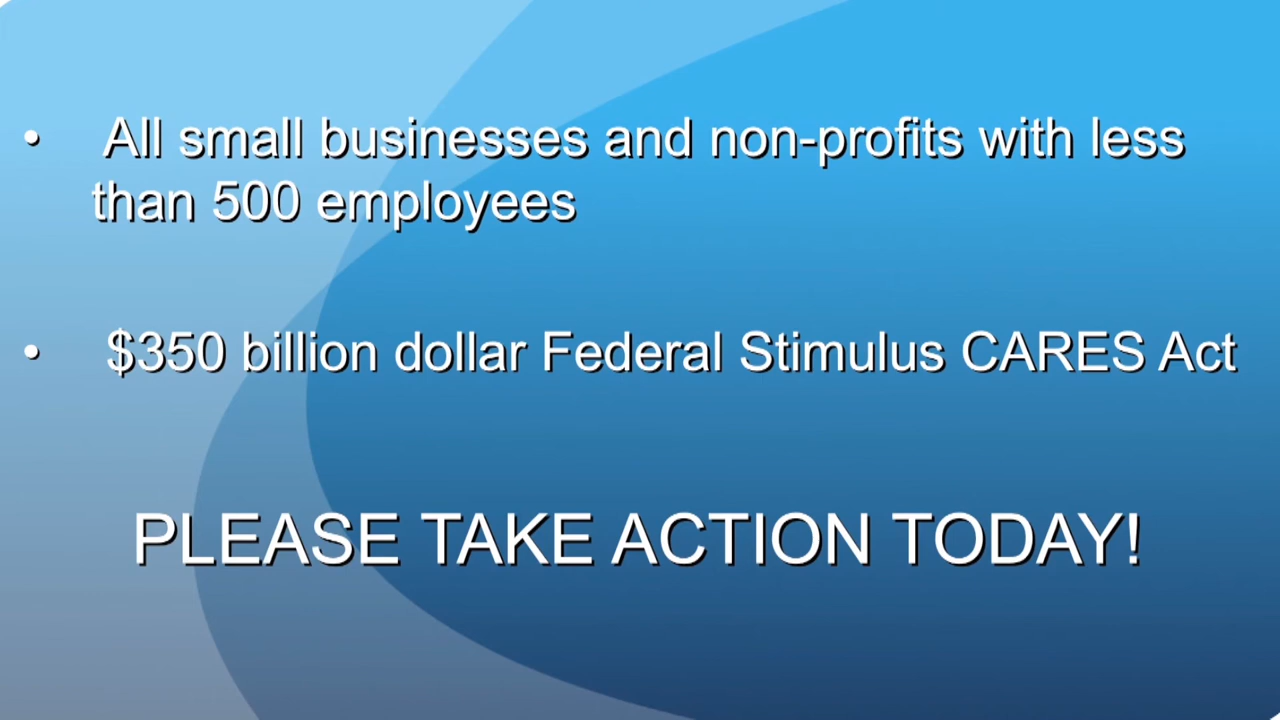 • All small businesses and non-profits with less
than 500 employees
• $350 billion dollar Federal Stimulus CARES Act
PLEASE TAKE ACTION TODAY!